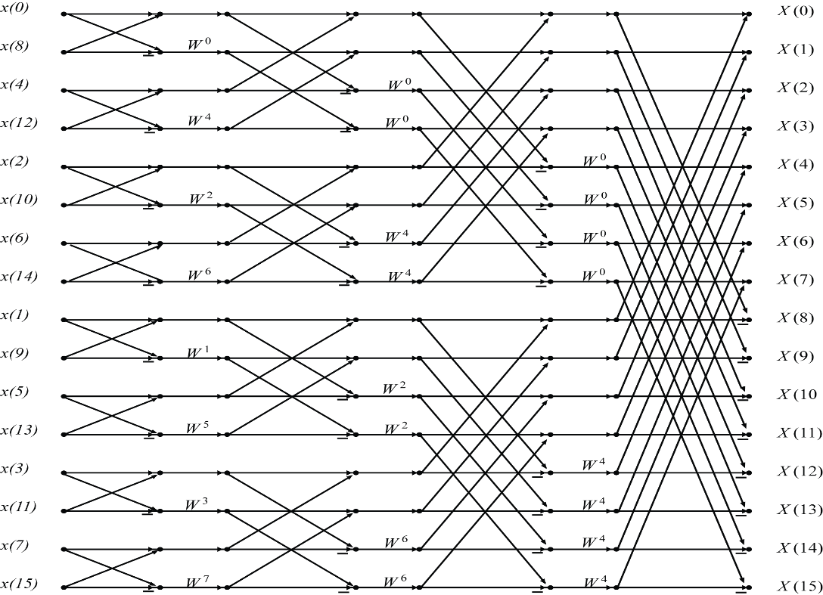 x(0) X(0)
x(8) W⁰ X(1)
x(4) W⁰ X(2)
x(12) W⁴ W⁰ X(3)
x(2) W⁰ X(4)
x(10) W² W⁰ X(5)
x(6) W⁴ W⁰ X(6)
x(14) W⁶ W⁴ W⁰ X(7)
x(1) X(8)
x(9) W¹ X(9)
x(5) W² X(10
x(13) W⁵ W² X(11)
x(3) W⁴ X(12)
x(11) W³ W⁴ X(13)
x(7) W⁶ W⁴ X(14)
x(15) W⁷ W⁶ W⁴ X(15)